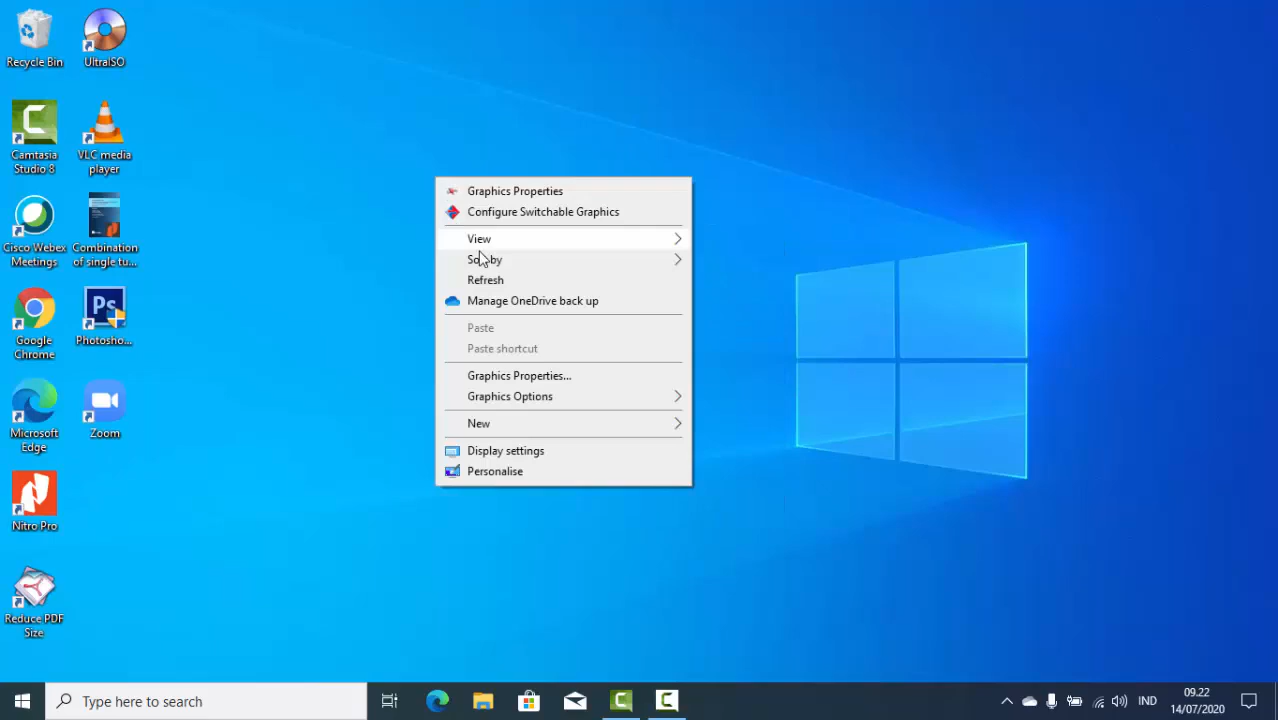 Recycle Bin
UltraISO
Camtasia
Studio 8
VLC media
player
Cisco Webex
Meetings
Combination
of single tu...
Google
Chrome
Photosho...
Microsoft
Edge
Zoom
Nitro Pro
Reduce PDF
Size
Graphics Properties
Configure Switchable Graphics
View
by
Refresh
Manage OneDrive back up
Paste
Paste shortcut
Graphics Properties...
Graphics Options
New
Display settings
Personalise
Type here to search
IND
09.22
14/07/2020